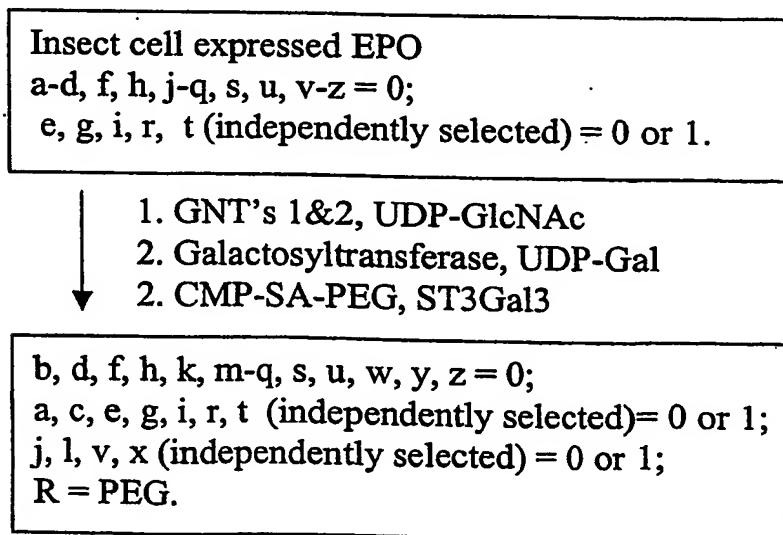 Insect cell expressed EPO
a-d, f, h, j-q, s, u, v-z = 0;
e, g, i, r, t (independently selected) = 0 or 1.
1. GNT's 1&2, UDP-GlcNAc
2. Galactosyltransferase, UDP-Gal
2. CMP-SA-PEG, ST3Gal3
b, d, f, h, k, m-q, s, u, w, y, z = 0;
a, c, e, g, i, r, t (independently selected)= 0 or 1;
j, l, v, x (independently selected) = 0 or 1;
R = PEG.